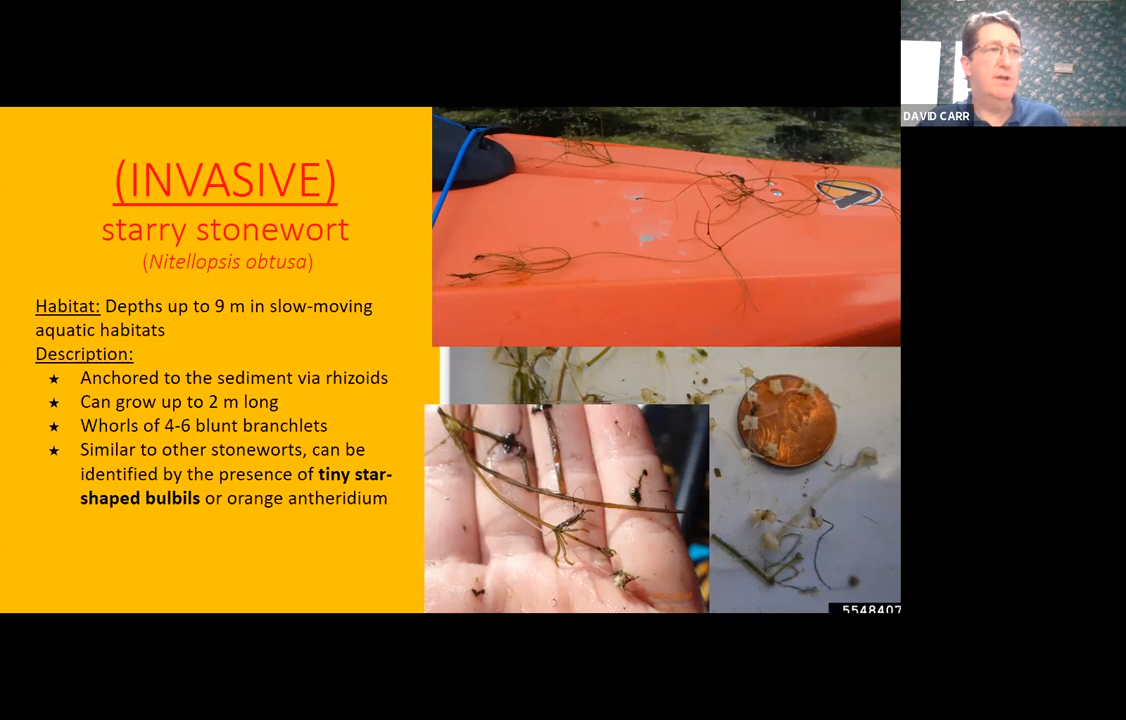 (INVASIVE)
starry stonewort
(Nitellopsis obtusa)
Habitat: Depths up to 9 m in slow-moving
aquatic habitats
Description:
★ Anchored to the sediment via rhizoids
★ Can grow up to 2 m long
★ Whorls of 4-6 blunt branchlets
★ Similar to other stoneworts, can be
identified by the presence of tiny star-
shaped bulbils or orange antheridium
DAVID CARR
5548407